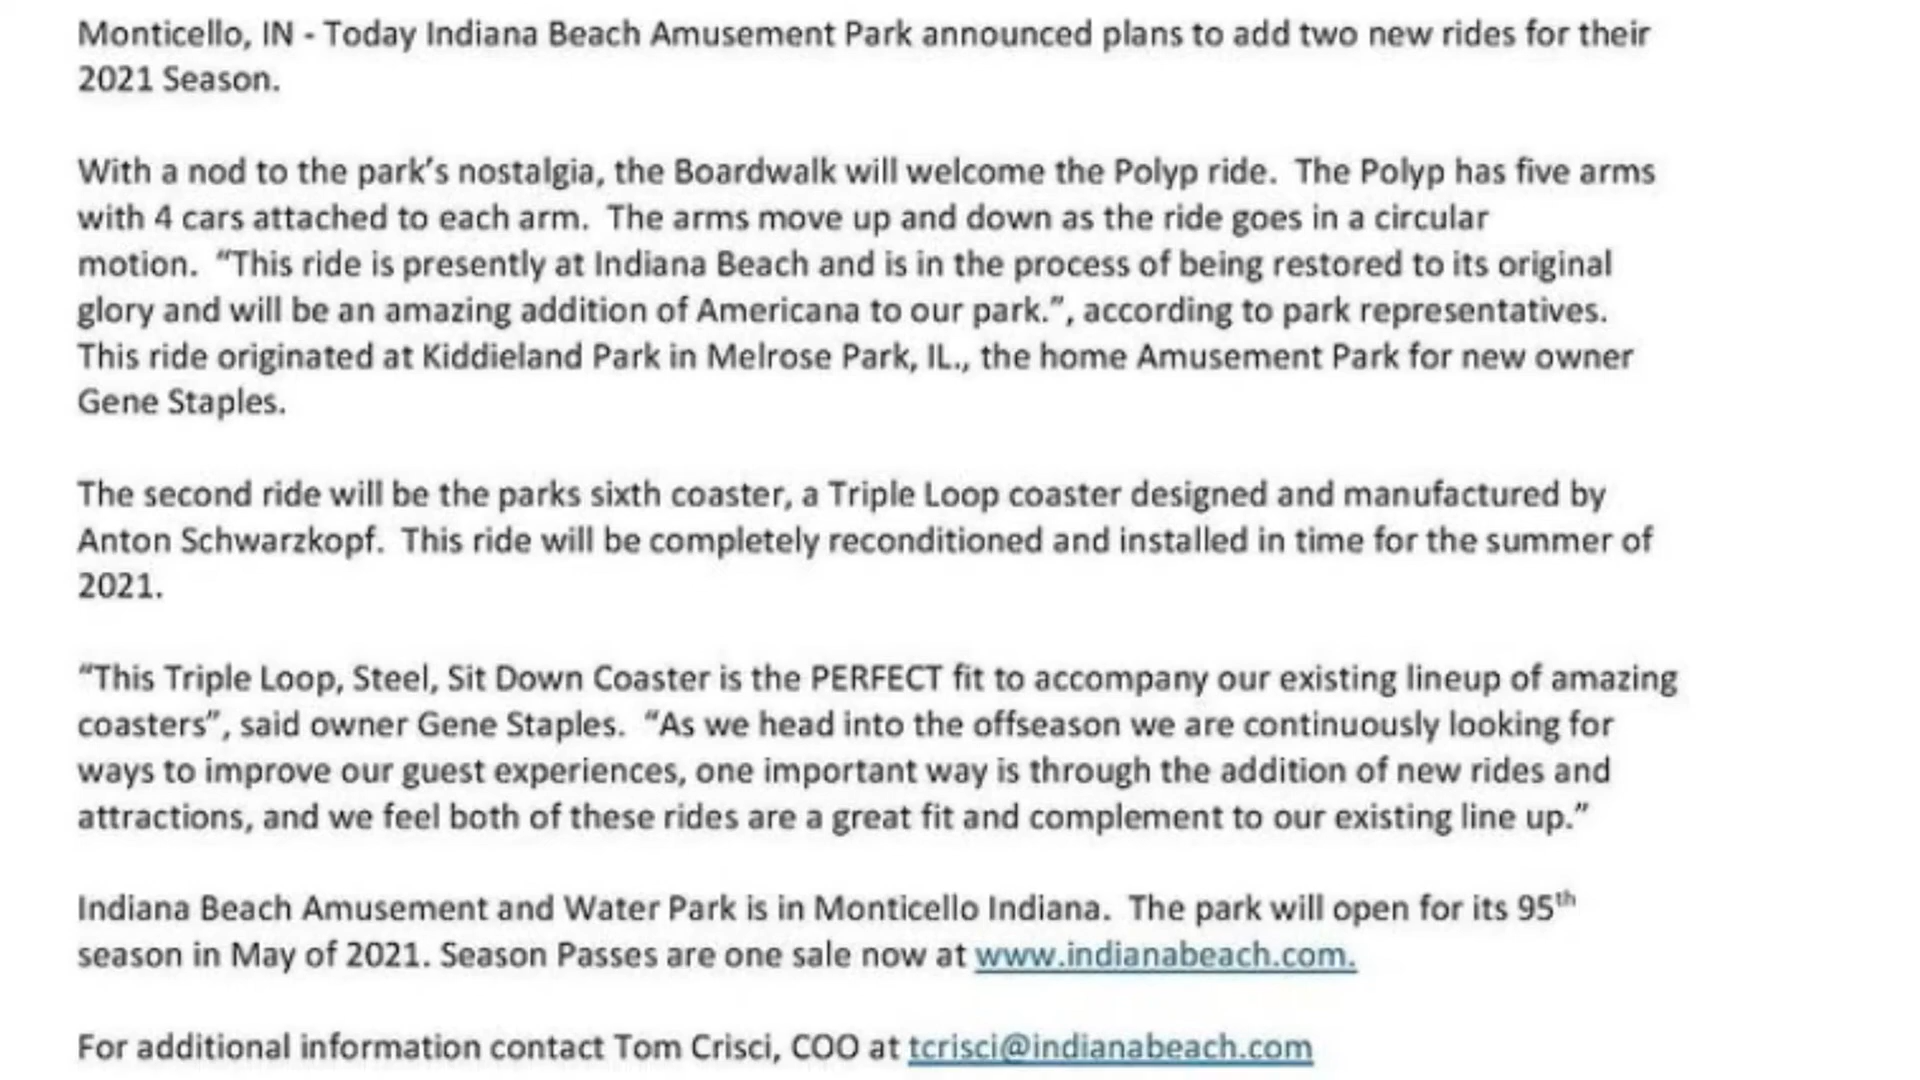 Monticello, IN - Today Indiana Beach Amusement Park announced plans to add two new rides for their
2021 Season.
With a nod to the park’s nostalgia, the Boardwalk will welcome the Polyp ride.  The Polyp has five arms
with 4 cars attached to each arm.  The arms move up and down as the ride goes in a circular
motion.  “This ride is presently at Indiana Beach and is in the process of being restored to its original
glory and will be an amazing addition of Americana to our park.”, according to park representatives.
This ride originated at Kiddieland Park in Melrose Park, IL., the home Amusement Park for new owner
Gene Staples.
The second ride will be the parks sixth coaster, a Triple Loop coaster designed and manufactured by
Anton Schwarzkopf.  This ride will be completely reconditioned and installed in time for the summer of
2021.
“This Triple Loop, Steel, Sit Down Coaster is the PERFECT fit to accompany our existing lineup of amazing
coasters”, said owner Gene Staples.  “As we head into the offseason we are continuously looking for
ways to improve our guest experiences, one important way is through the addition of new rides and
attractions, and we feel both of these rides are a great fit and complement to our existing line up.”
Indiana Beach Amusement and Water Park is in Monticello Indiana.  The park will open for its 95th
season in May of 2021. Season Passes are one sale now at www.indianabeach.com.
For additional information contact Tom Crisci, COO at tcrisci@indianabeach.com